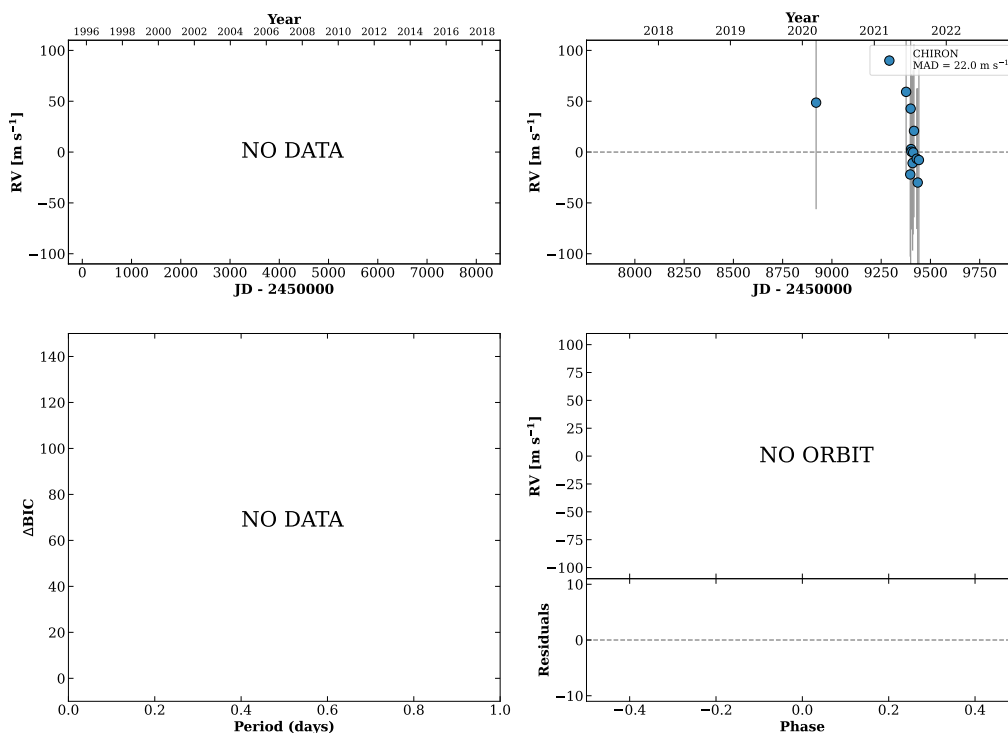 Year
1996 1998 2000 2002 2004 2006 2008 2010 2012 2014 2016 2018
100
50
0
−50
−100
RV [m s⁻¹]
NO DATA
0 1000 2000 3000 4000 5000 6000 7000 8000
JD - 2450000
Year
2018 2019 2020 2021 2022
CHIRON
MAD = 22.0 m s⁻¹
100
50
0
−50
−100
RV [m s⁻¹]
8000 8250 8500 8750 9000 9250 9500 9750
JD - 2450000
140
120
100
80
60
40
20
0
ΔBIC
NO DATA
0.0 0.2 0.4 0.6 0.8 1.0
Period (days)
100
75
50
25
0
−25
−50
−75
−100
RV [m s⁻¹]
NO ORBIT
10
0
−10
Residuals
−0.4 −0.2 0.0 0.2 0.4
Phase